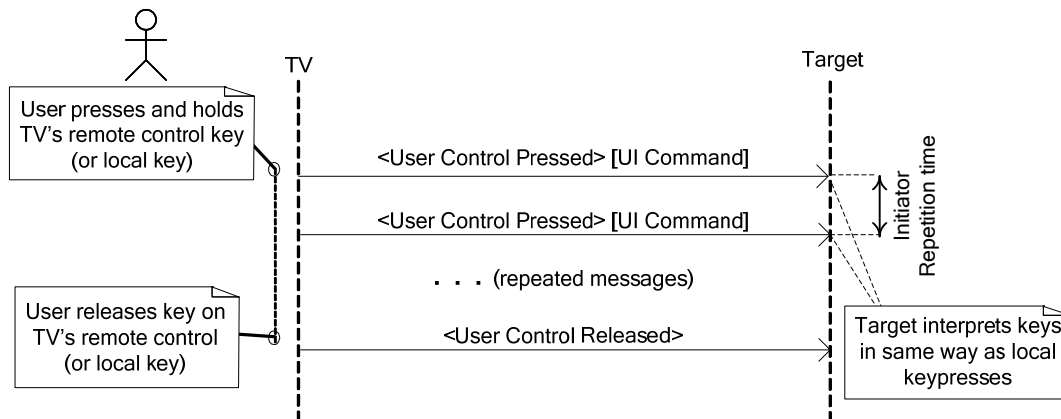 TV
Target
User presses and holds
TV's remote control key
(or local key)
<User Control Pressed> [UI Command]
Initiator
Repetition time
<User Control Pressed> [UI Command]
. . . (repeated messages)
User releases key on
TV's remote control
(or local key)
<User Control Released>
Target interprets keys
in same way as local
keypresses